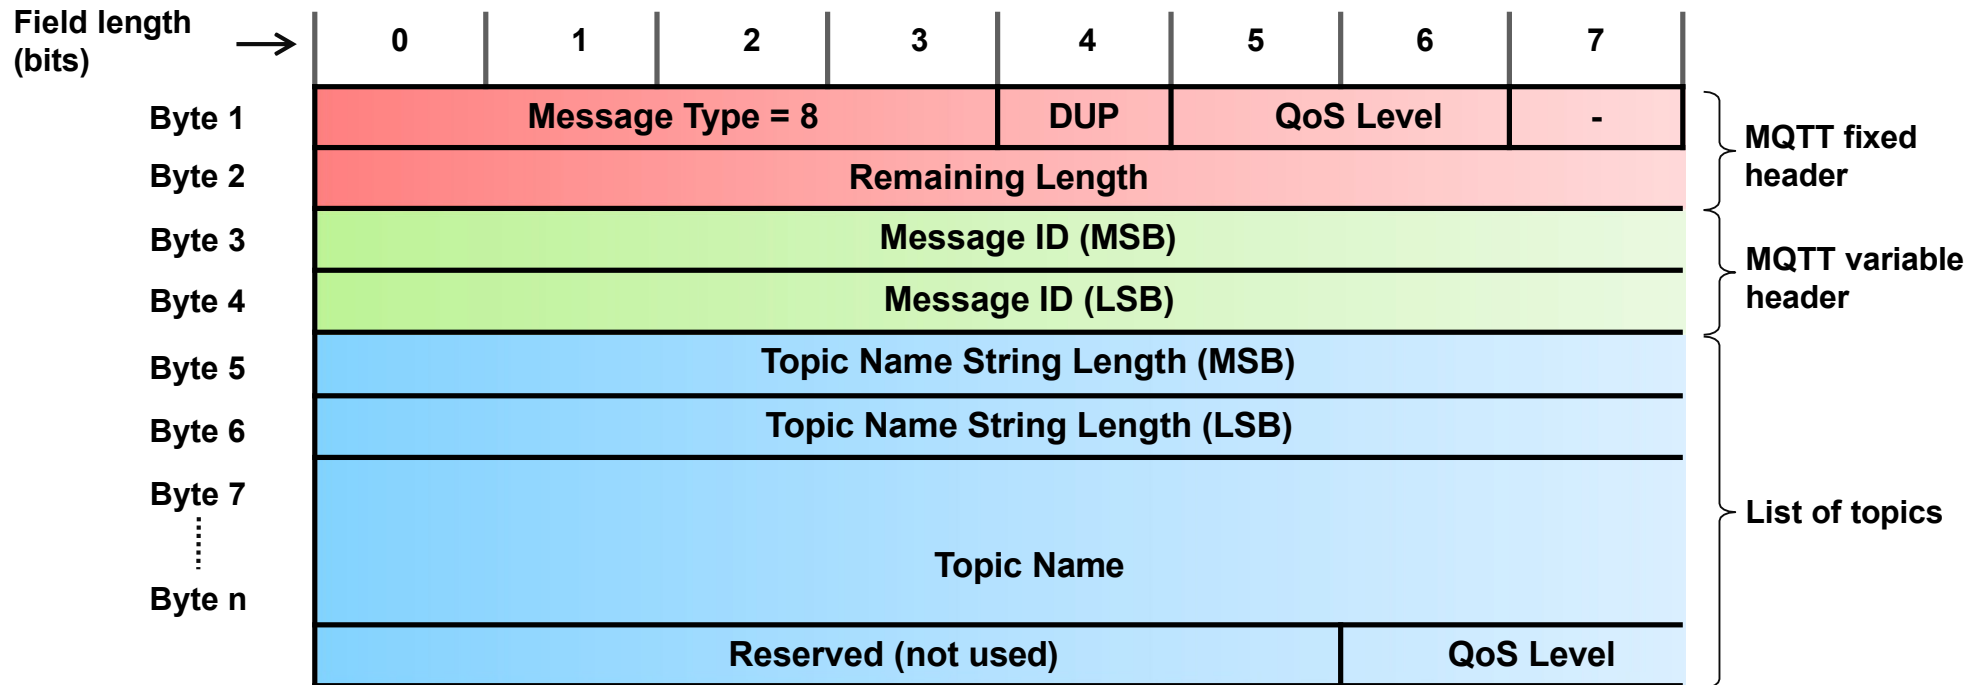 Field length
(bits)
0 1 2 3 4 5 6 7
Byte 1 Message Type = 8 DUP QoS Level -
MQTT fixed
header
Byte 2 Remaining Length
Byte 3 Message ID (MSB)
MQTT variable
header
Byte 4 Message ID (LSB)
Byte 5 Topic Name String Length (MSB)
Byte 6 Topic Name String Length (LSB)
Byte 7
List of topics
Topic Name
Byte n
Reserved (not used) QoS Level